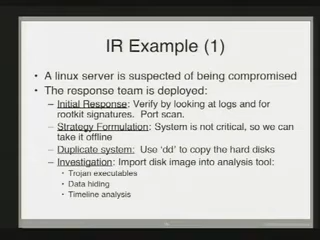 IR Example (1)
• A linux server is suspected of being compromised
• The response team is deployed:
– Initial Response: Verify by looking at logs and for
rootkit signatures. Port scan.
– Strategy Formulation: System is not critical, so we can
take it offline
– Duplicate system: Use 'dd' to copy the hard disks
– Investigation: Import disk image into analysis tool:
• Trojan executables
• Data hiding
• Timeline analysis